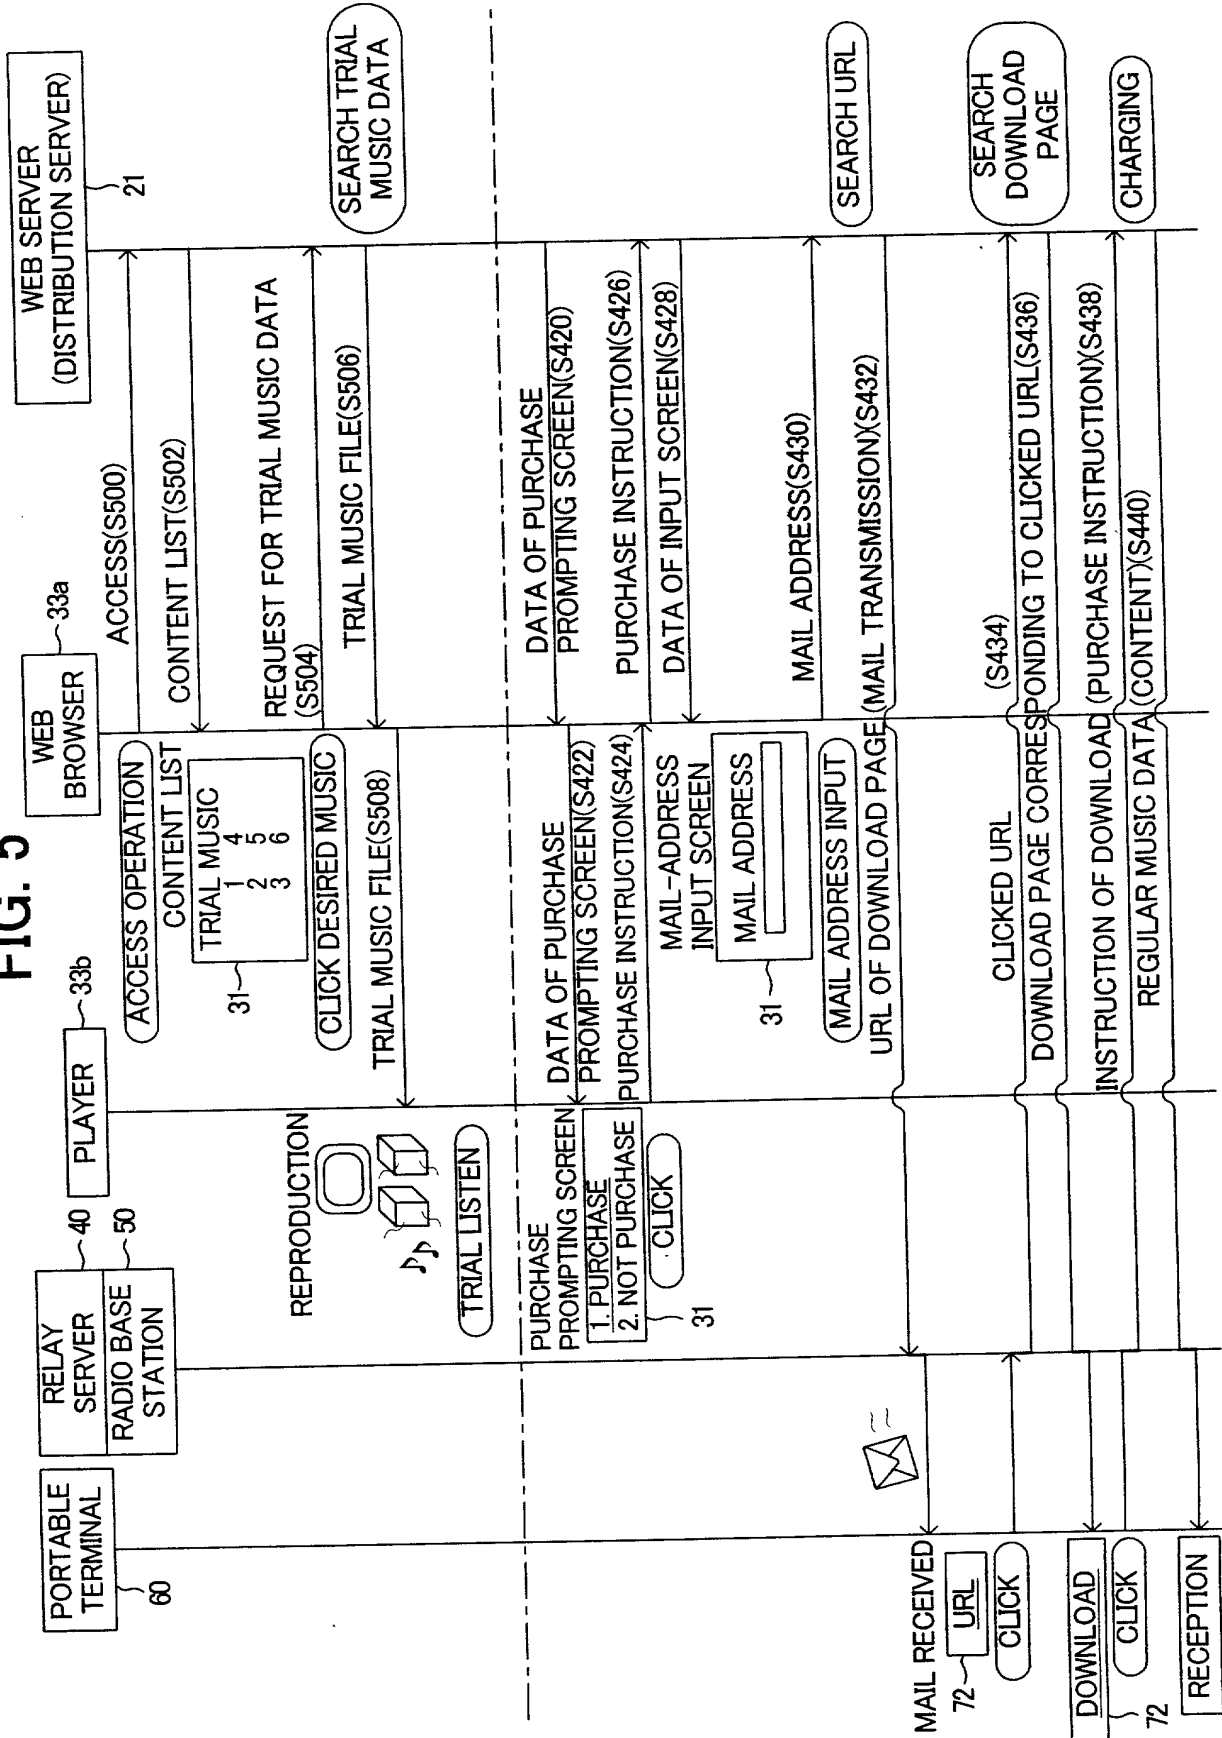 FIG. 5
PORTABLE
TERMINAL
60
RELAY
SERVER
40
RADIO BASE
STATION
50
PLAYER
33b
WEB
BROWSER
33a
WEB SERVER
(DISTRIBUTION SERVER)
21
ACCESS OPERATION
ACCESS(S500)
CONTENT LIST(S502)
CONTENT LIST
TRIAL MUSIC
1 4
2 5
3 6
31
REQUEST FOR TRIAL MUSIC DATA
(S504)
CLICK DESIRED MUSIC
SEARCH TRIAL
MUSIC DATA
TRIAL MUSIC FILE(S506)
TRIAL MUSIC FILE(S508)
REPRODUCTION
TRIAL LISTEN
DATA OF PURCHASE
PROMPTING SCREEN(S420)
DATA OF PURCHASE
PROMPTING SCREEN(S422)
PURCHASE
PROMPTING SCREEN
1. PURCHASE
2. NOT PURCHASE
31
CLICK
PURCHASE INSTRUCTION(S424)
PURCHASE INSTRUCTION(S426)
DATA OF INPUT SCREEN(S428)
MAIL-ADDRESS
INPUT SCREEN
MAIL ADDRESS
31
MAIL ADDRESS INPUT
MAIL ADDRESS(S430)
SEARCH URL
URL OF DOWNLOAD PAGE (MAIL TRANSMISSION)(S432)
MAIL RECEIVED
URL
72
CLICK
CLICKED URL (S434)
SEARCH
DOWNLOAD
PAGE
DOWNLOAD PAGE CORRESPONDING TO CLICKED URL(S436)
DOWNLOAD
72
CLICK
INSTRUCTION OF DOWNLOAD (PURCHASE INSTRUCTION)(S438)
CHARGING
REGULAR MUSIC DATA (CONTENT)(S440)
RECEPTION